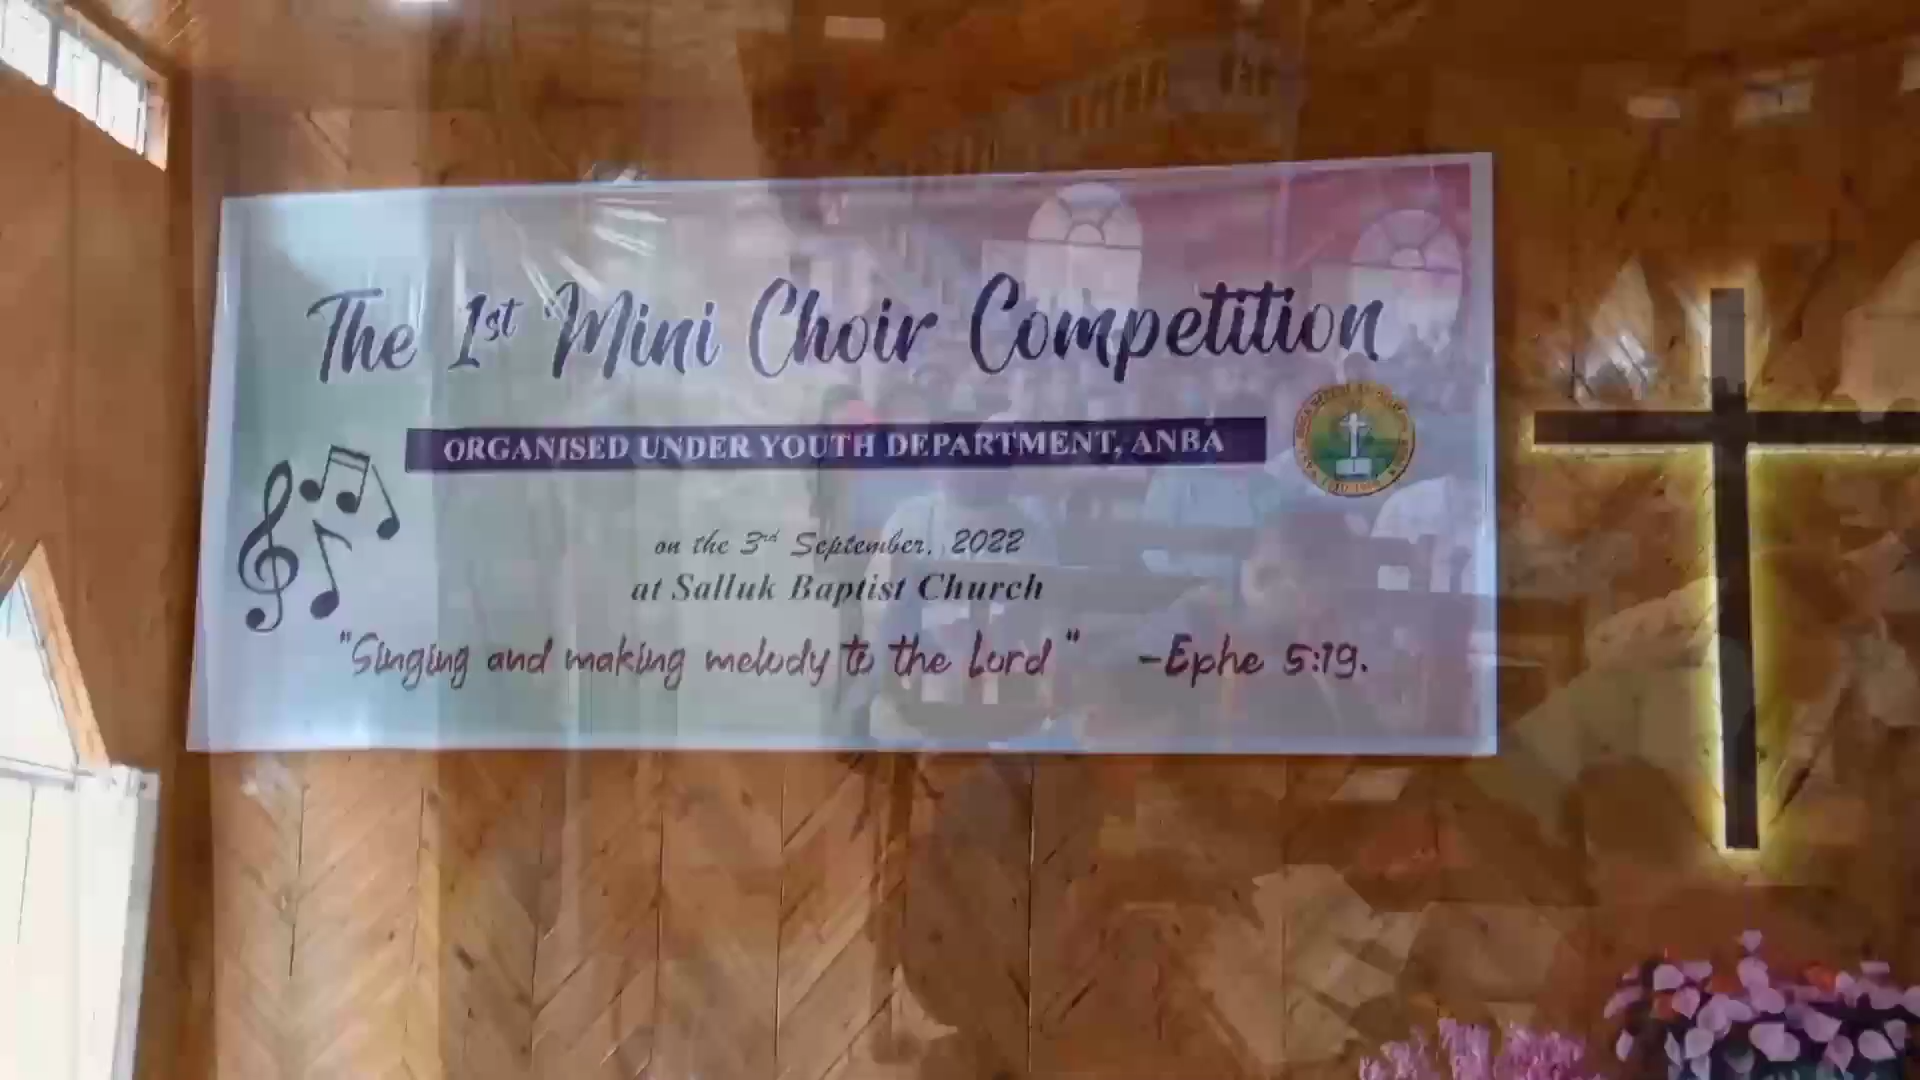 The 1st Mini Choir Competition
ORGANISED UNDER YOUTH DEPARTMENT, ANBA
on the 3rd September, 2022
at Salluk Baptist Church
"Singing and making melody to the Lord" -Ephe 5:19.